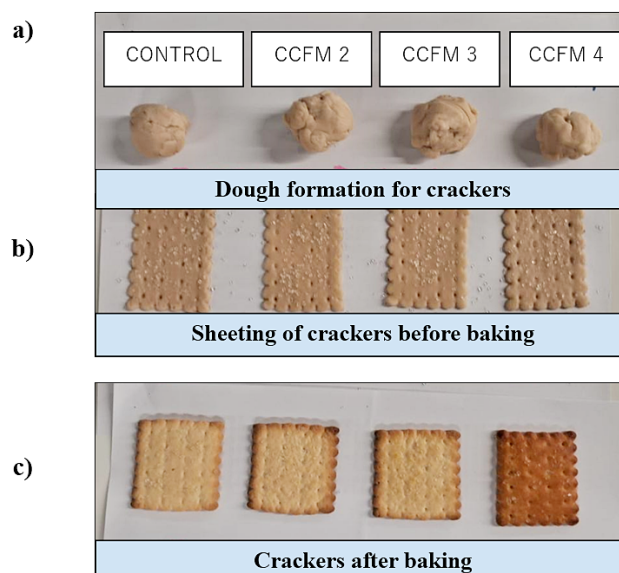 a)
CONTROL
CCFM 2
CCFM 3
CCFM 4
Dough formation for crackers
b)
Sheeting of crackers before baking
c)
Crackers after baking